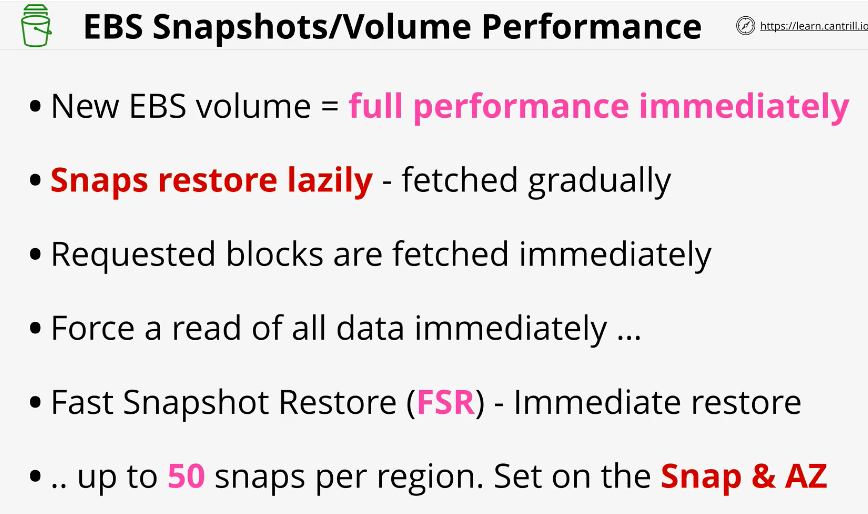 EBS Snapshots/Volume Performance
https://learn.cantrill.io
• New EBS volume = full performance immediately
• Snaps restore lazily - fetched gradually
• Requested blocks are fetched immediately
• Force a read of all data immediately ...
• Fast Snapshot Restore (FSR) - Immediate restore
• .. up to 50 snaps per region. Set on the Snap & AZ